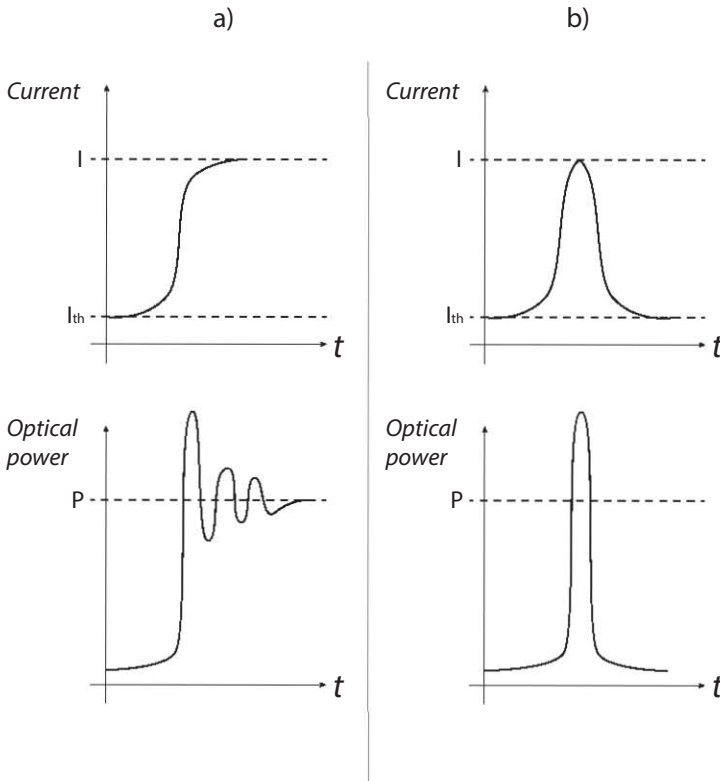 a)
Current
I
Ith
t
Optical
power
P
t
b)
Current
I
Ith
t
Optical
power
P
t